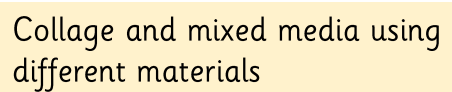 Collage and mixed media using
different materials